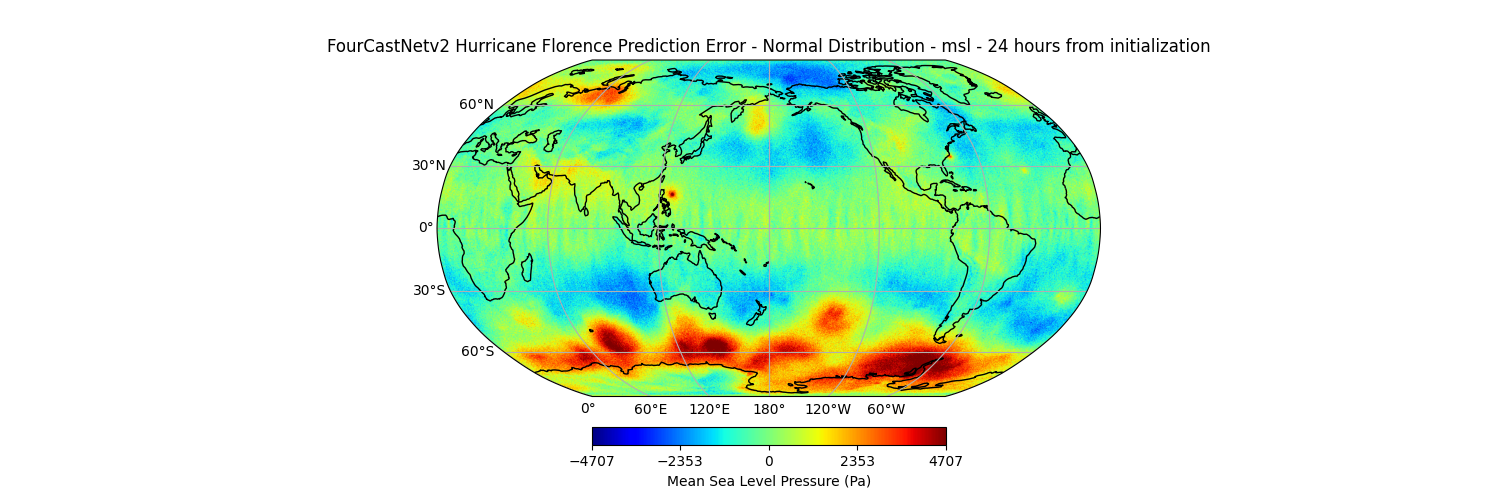 FourCastNetv2 Hurricane Florence Prediction Error - Normal Distribution - msl - 24 hours from initialization
60°N
30°N
0°
30°S
60°S
0° 60°E 120°E 180° 120°W 60°W
−4707 −2353 0 2353 4707
Mean Sea Level Pressure (Pa)